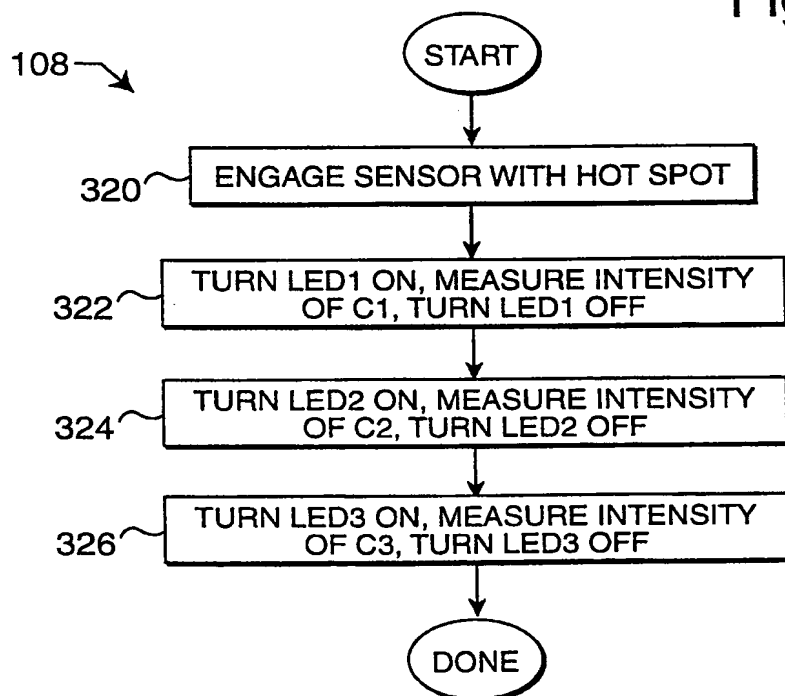 108
START
320
ENGAGE SENSOR WITH HOT SPOT
322
TURN LED1 ON, MEASURE INTENSITY
OF C1, TURN LED1 OFF
324
TURN LED2 ON, MEASURE INTENSITY
OF C2, TURN LED2 OFF
326
TURN LED3 ON, MEASURE INTENSITY
OF C3, TURN LED3 OFF
DONE